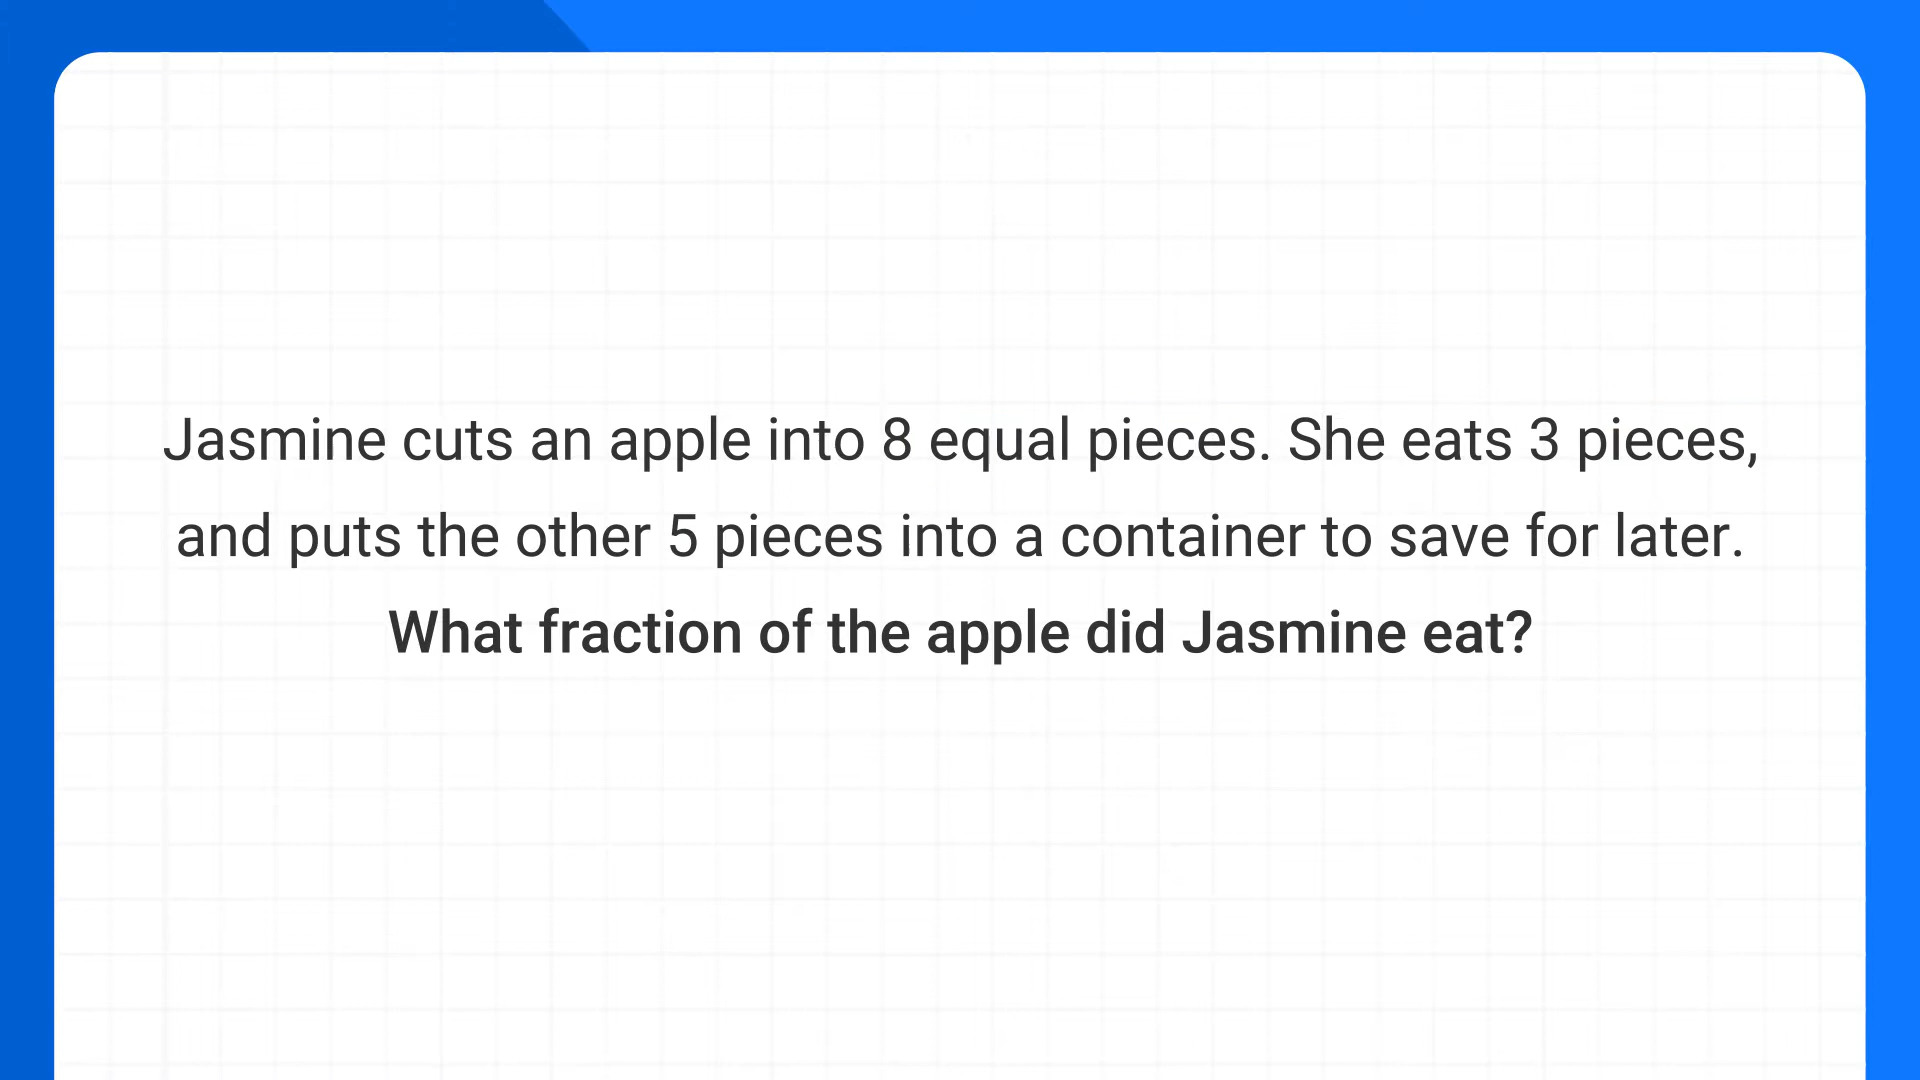 Jasmine cuts an apple into 8 equal pieces. She eats 3 pieces,
and puts the other 5 pieces into a container to save for later.
What fraction of the apple did Jasmine eat?